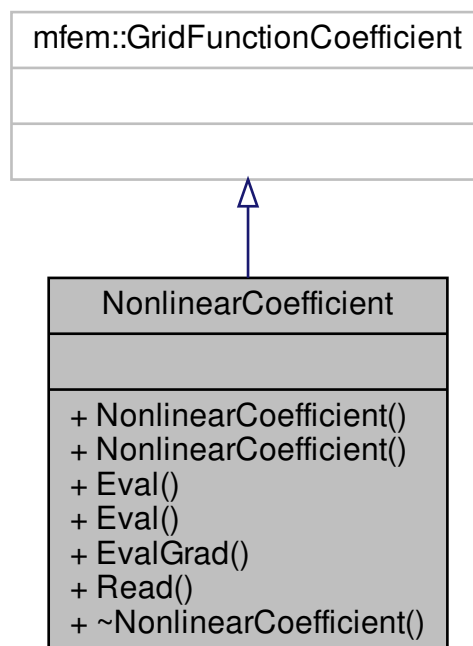 mfem::GridFunctionCoefficient
NonlinearCoefficient
+ NonlinearCoefficient()
+ NonlinearCoefficient()
+ Eval()
+ Eval()
+ EvalGrad()
+ Read()
+ ~NonlinearCoefficient()